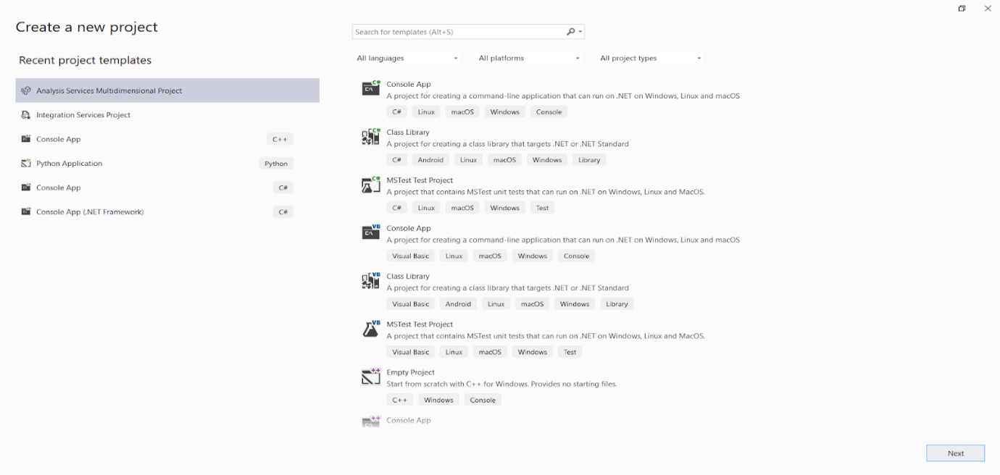 Create a new project
Recent project templates
Analysis Services Multidimensional Project
Integration Services Project
Console App C++
Python Application Python
Console App C#
Console App (.NET Framework) C#
Search for templates (Alt+S)
All languages All platforms All project types
C#
Console App
A project for creating a command-line application that can run on .NET on Windows, Linux and macOS
C# Linux macOS Windows Console
C#
Class Library
A project for creating a class library that targets .NET or .NET Standard
C# Android Linux macOS Windows Library
C#
MSTest Test Project
A project that contains MSTest unit tests that can run on .NET on Windows, Linux and MacOS.
C# Linux macOS Windows Test
VB
Console App
A project for creating a command-line application that can run on .NET on Windows, Linux and macOS
Visual Basic Linux macOS Windows Console
VB
Class Library
A project for creating a class library that targets .NET or .NET Standard
Visual Basic Android Linux macOS Windows Library
VB
MSTest Test Project
A project that contains MSTest unit tests that can run on .NET on Windows, Linux and MacOS.
Visual Basic Linux macOS Windows Test
++
Empty Project
Start from scratch with C++ for Windows. Provides no starting files.
C++ Windows Console
++
Console App
Next